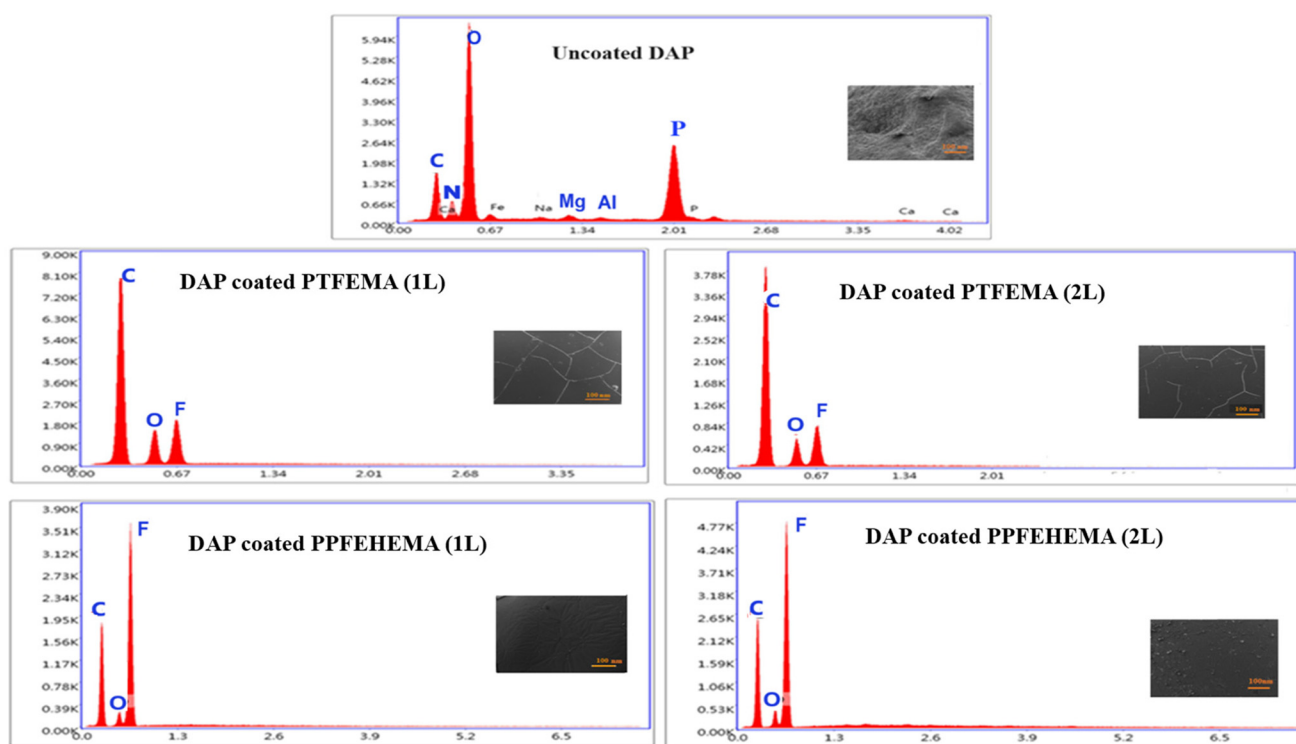 Uncoated DAP
5.94K
5.28K
4.62K
3.96K
3.30K
2.64K
1.98K
1.32K
0.66K
0.00K
O
C
N
P
Ca
Fe
Na
Mg
Al
P
Ca
Ca
0.00 0.67 1.34 2.01 2.68 3.35 4.02
DAP coated PTFEMA (1L)
9.00K
8.10K
7.20K
6.30K
5.40K
4.50K
3.60K
2.70K
1.80K
0.90K
0.00K
C
O
F
100 nm
0.00 0.67 1.34 2.01 2.68 3.35
DAP coated PTFEMA (2L)
3.78K
3.36K
2.94K
2.52K
2.10K
1.68K
1.26K
0.84K
0.42K
0.00K
C
O
F
100 nm
0.00 0.67 1.34 2.01
DAP coated PPFEHEMA (1L)
3.90K
3.51K
3.12K
2.73K
2.34K
1.95K
1.56K
1.17K
0.78K
0.39K
0.00K
F
C
O
100 nm
0.0 1.3 2.6 3.9 5.2 6.5
DAP coated PPFEHEMA (2L)
4.77K
4.24K
3.71K
3.18K
2.65K
2.12K
1.59K
1.06K
0.53K
0.00K
F
C
O
100nm
0.0 1.3 2.6 3.9 5.2 6.5